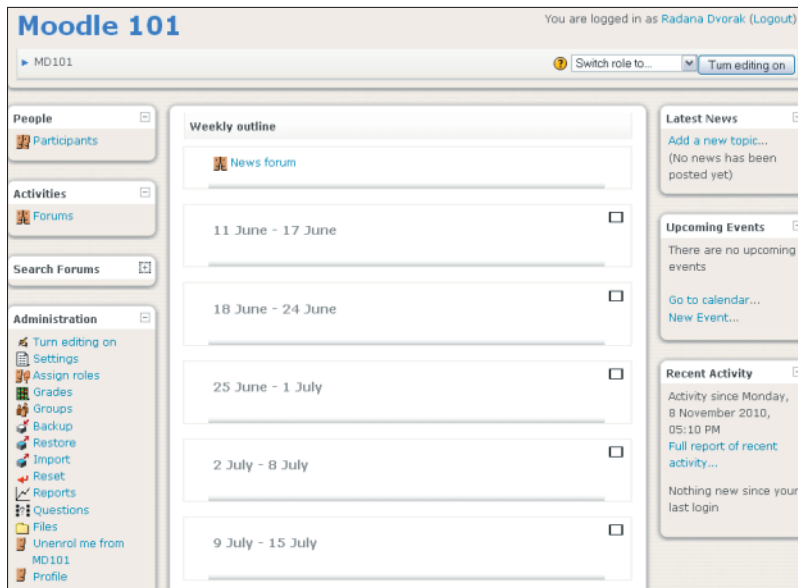 Moodle 101
You are logged in as Radana Dvorak (Logout)
► MD101
Switch role to...
Turn editing on
People
Participants
Activities
Forums
Search Forums
Administration
Turn editing on
Settings
Assign roles
Grades
Groups
Backup
Restore
Import
Reset
Reports
Questions
Files
Unenrol me from
MD101
Profile
Weekly outline
News forum
11 June - 17 June
18 June - 24 June
25 June - 1 July
2 July - 8 July
9 July - 15 July
Latest News
Add a new topic...
(No news has been
posted yet)
Upcoming Events
There are no upcoming
events
Go to calendar...
New Event...
Recent Activity
Activity since Monday,
8 November 2010,
05:10 PM
Full report of recent
activity...
Nothing new since your
last login